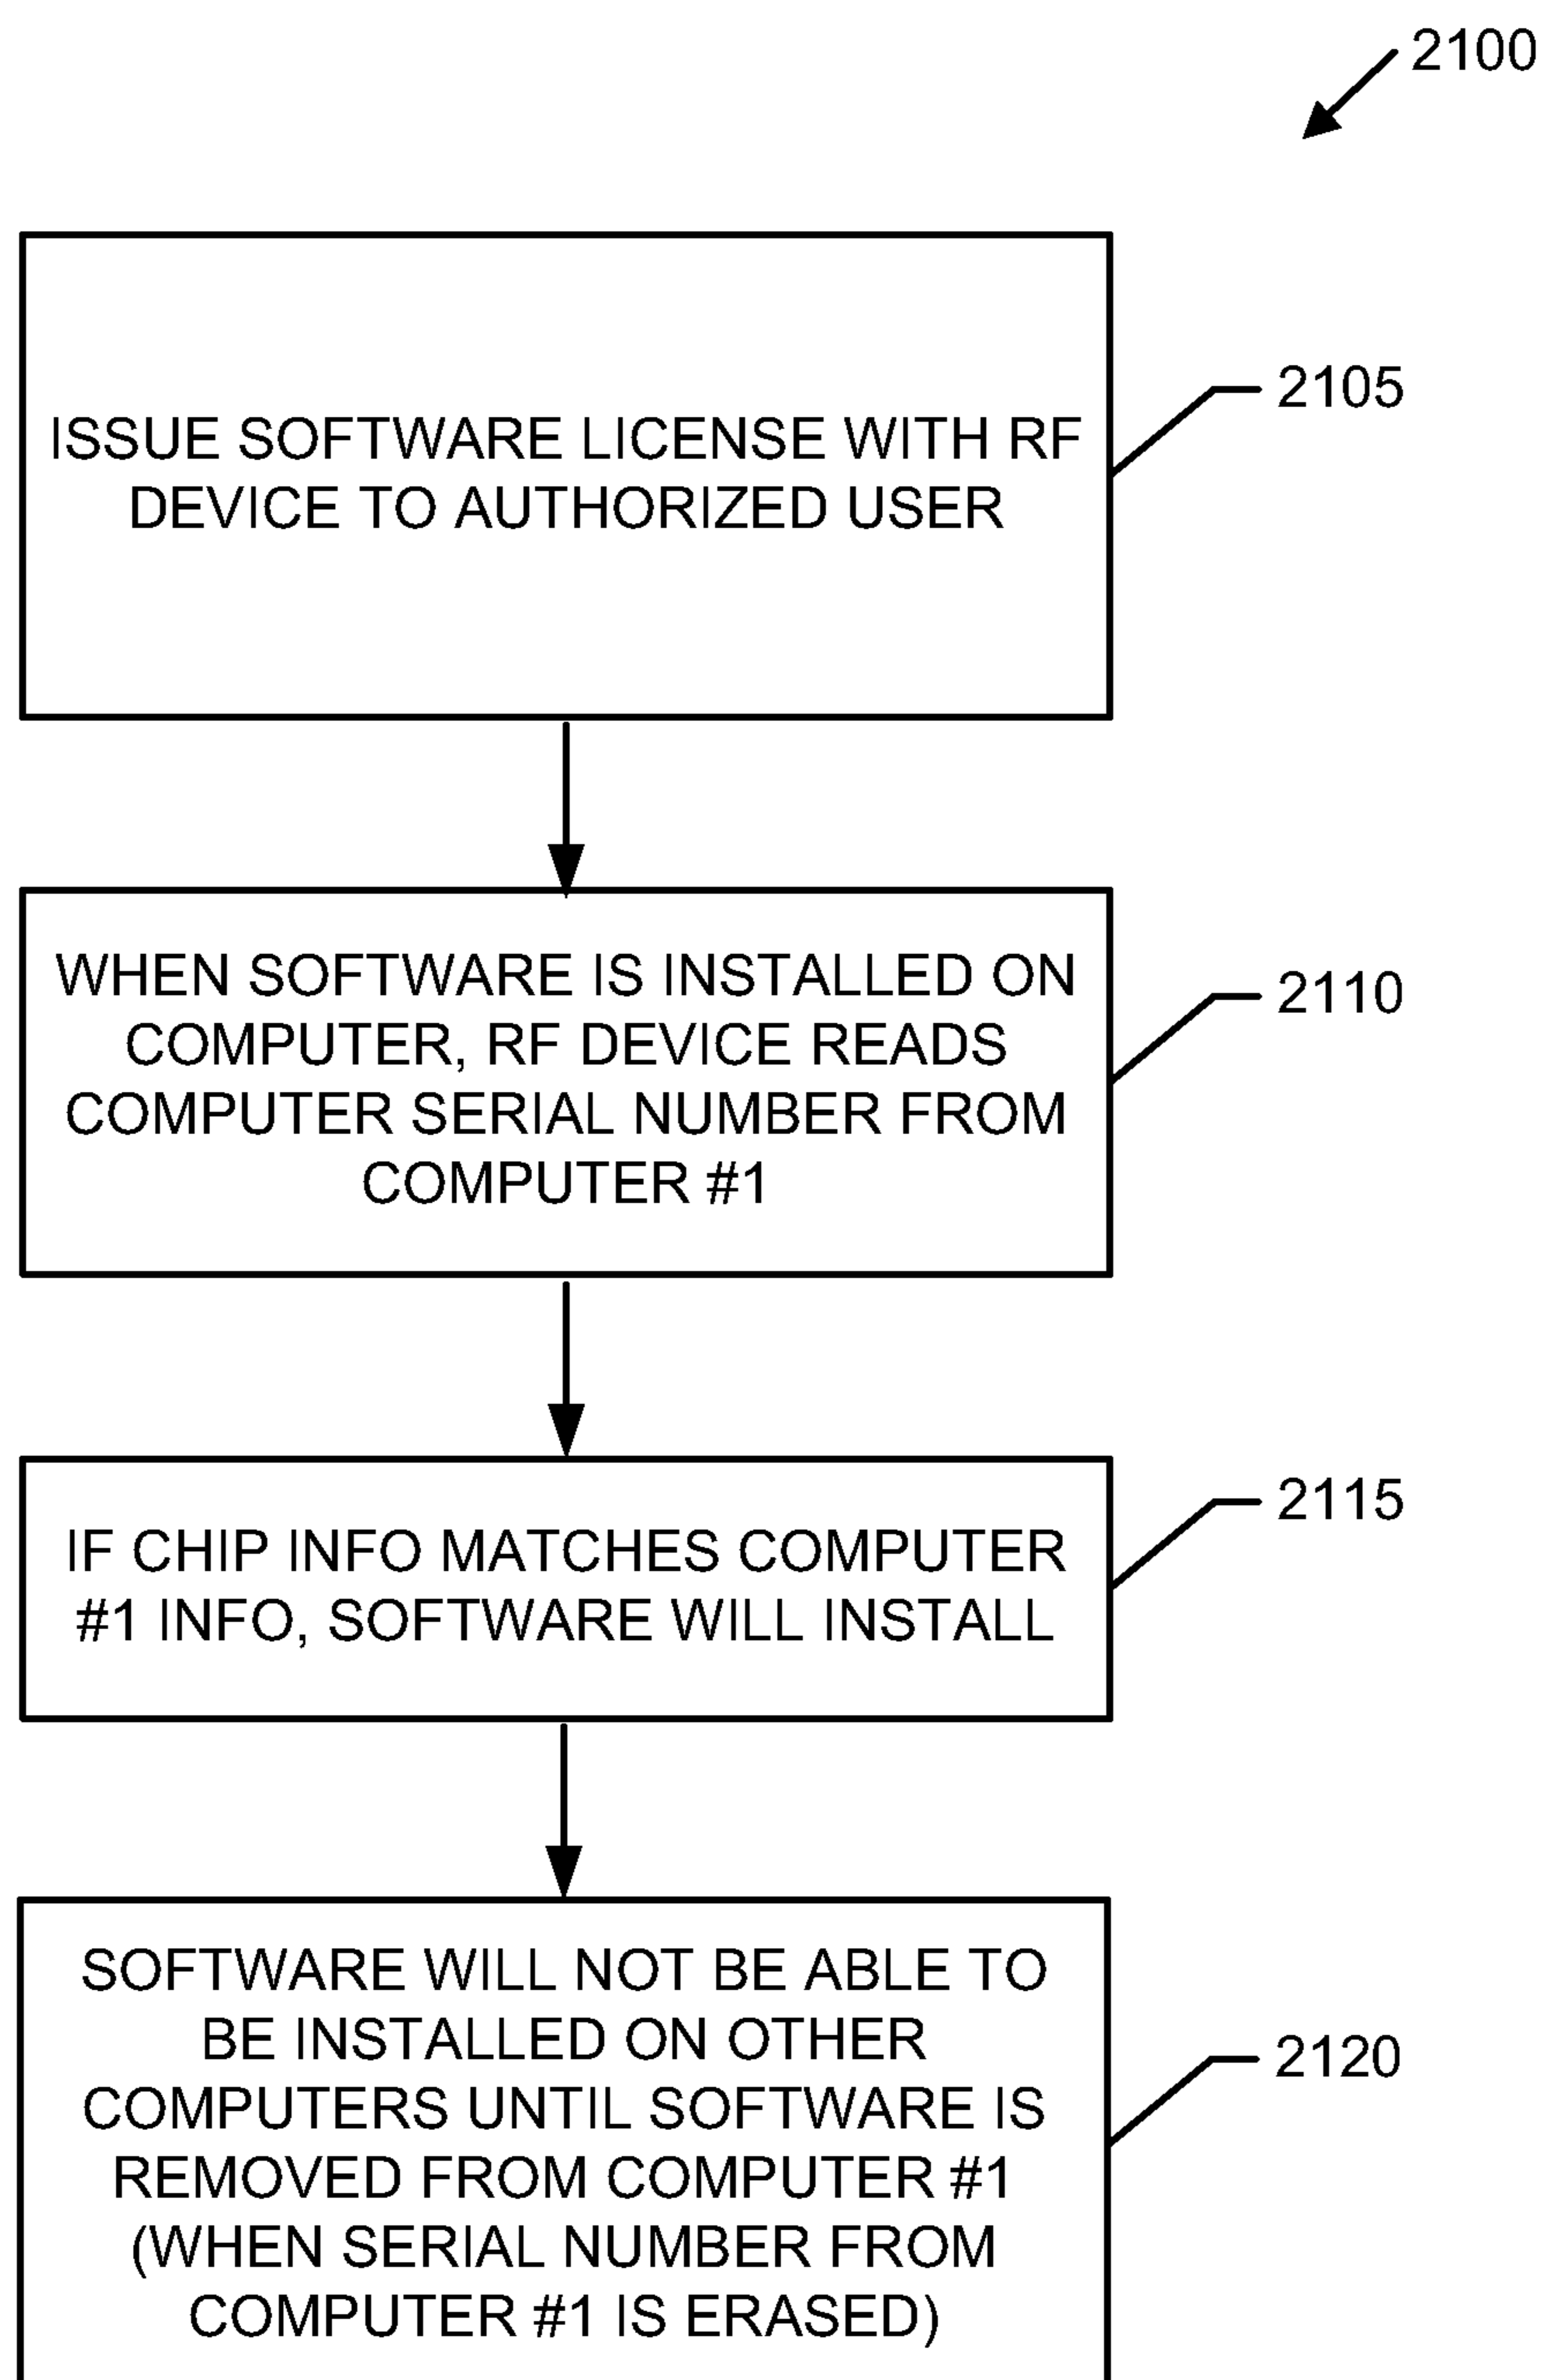 2100
ISSUE SOFTWARE LICENSE WITH RF
DEVICE TO AUTHORIZED USER
2105
WHEN SOFTWARE IS INSTALLED ON
COMPUTER, RF DEVICE READS
COMPUTER SERIAL NUMBER FROM
COMPUTER #1
2110
IF CHIP INFO MATCHES COMPUTER
#1 INFO, SOFTWARE WILL INSTALL
2115
SOFTWARE WILL NOT BE ABLE TO
BE INSTALLED ON OTHER
COMPUTERS UNTIL SOFTWARE IS
REMOVED FROM COMPUTER #1
(WHEN SERIAL NUMBER FROM
COMPUTER #1 IS ERASED)
2120